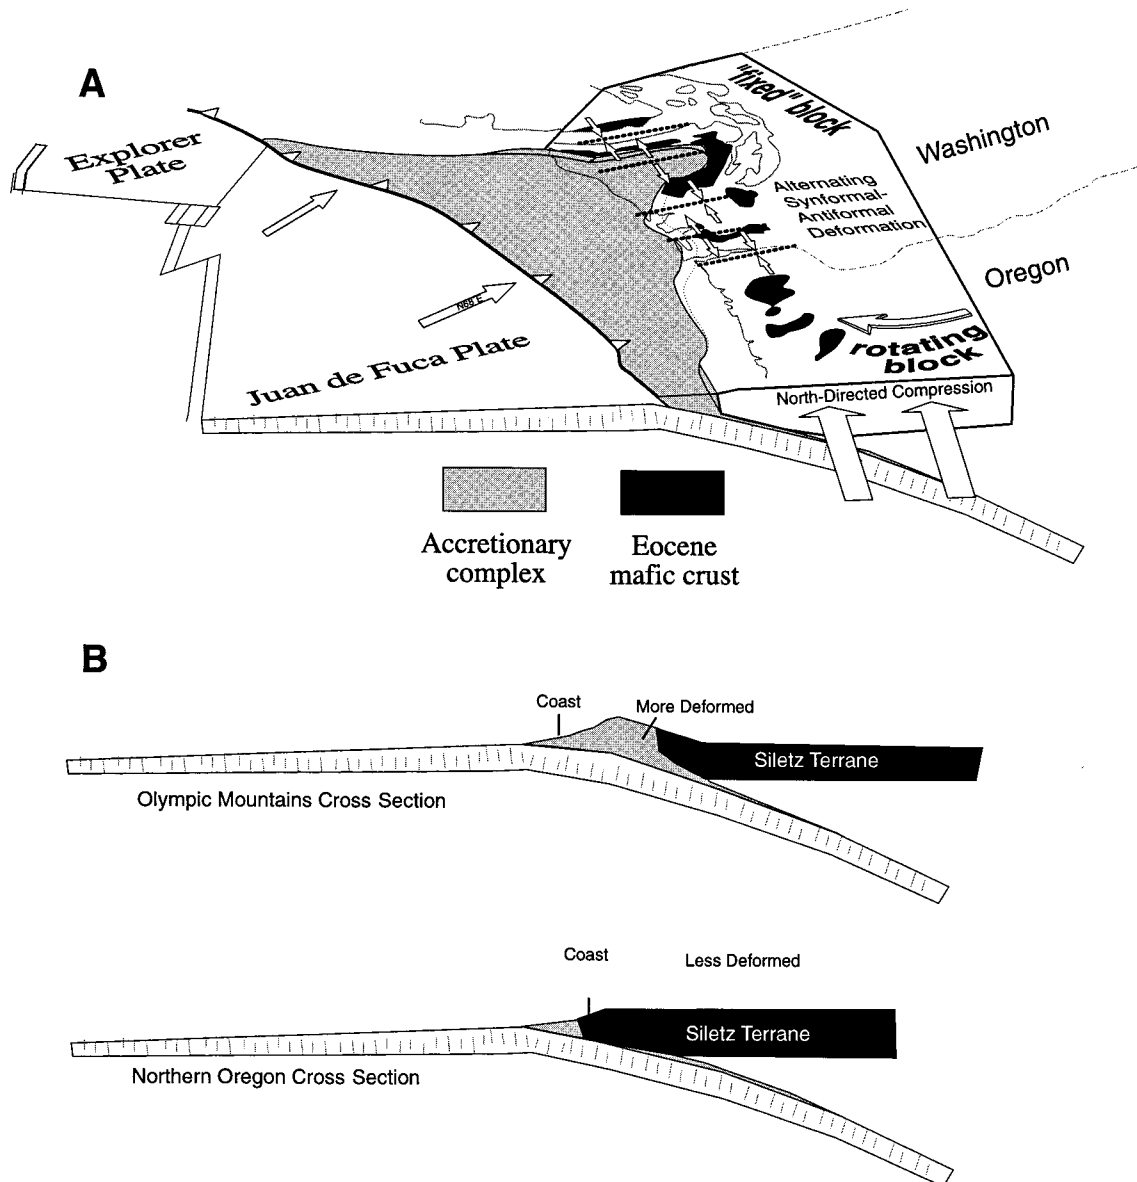 A
"fixed" block
Explorer
Plate
Washington
Alternating
Synformal-
Antiformal
Deformation
Oregon
N68 E
Juan de Fuca Plate
rotating
block
North-Directed Compression
Accretionary
complex
Eocene
mafic crust
B
Coast
More Deformed
Siletz Terrane
Olympic Mountains Cross Section
Coast
Less Deformed
Siletz Terrane
Northern Oregon Cross Section